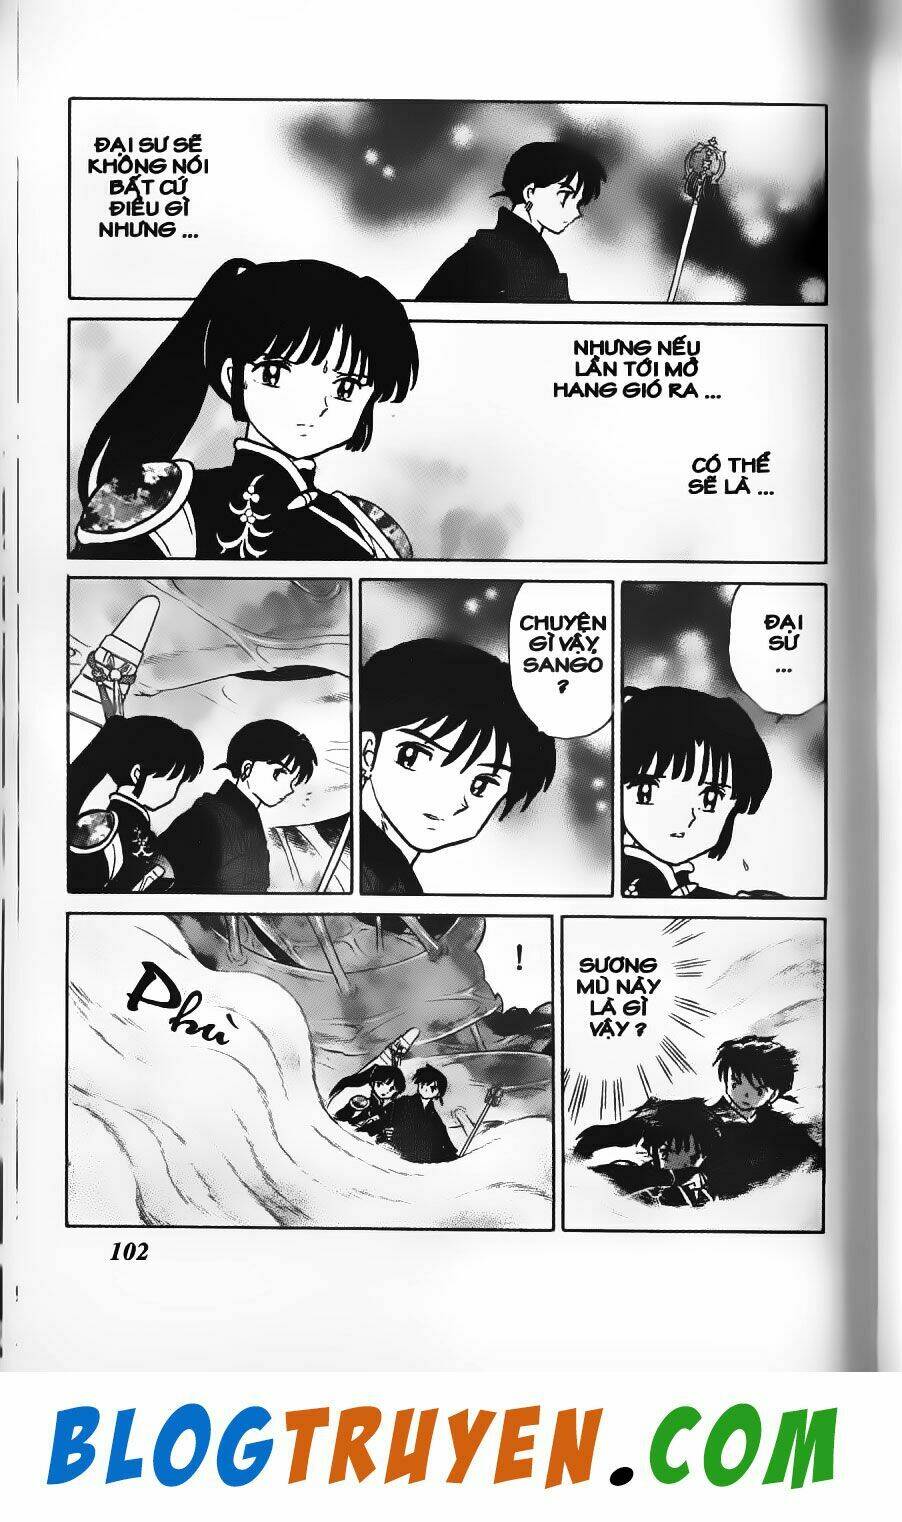 ĐẠI SƯ SẼ
KHÔNG NÓI
BẤT CỨ
ĐIỀU GÌ
NHƯNG ...
NHƯNG NẾU
LẦN TỚI MỞ
HANG GIÓ RA ...
CÓ THỂ
SẼ LÀ ...
ĐẠI
SƯ
...
CHUYỆN
GÌ VẬY,
SANGO
?
SƯƠNG
MÙ NÀY
LÀ GÌ
VẬY ?
!
Phù
102
BLOGTRUYEN.COM